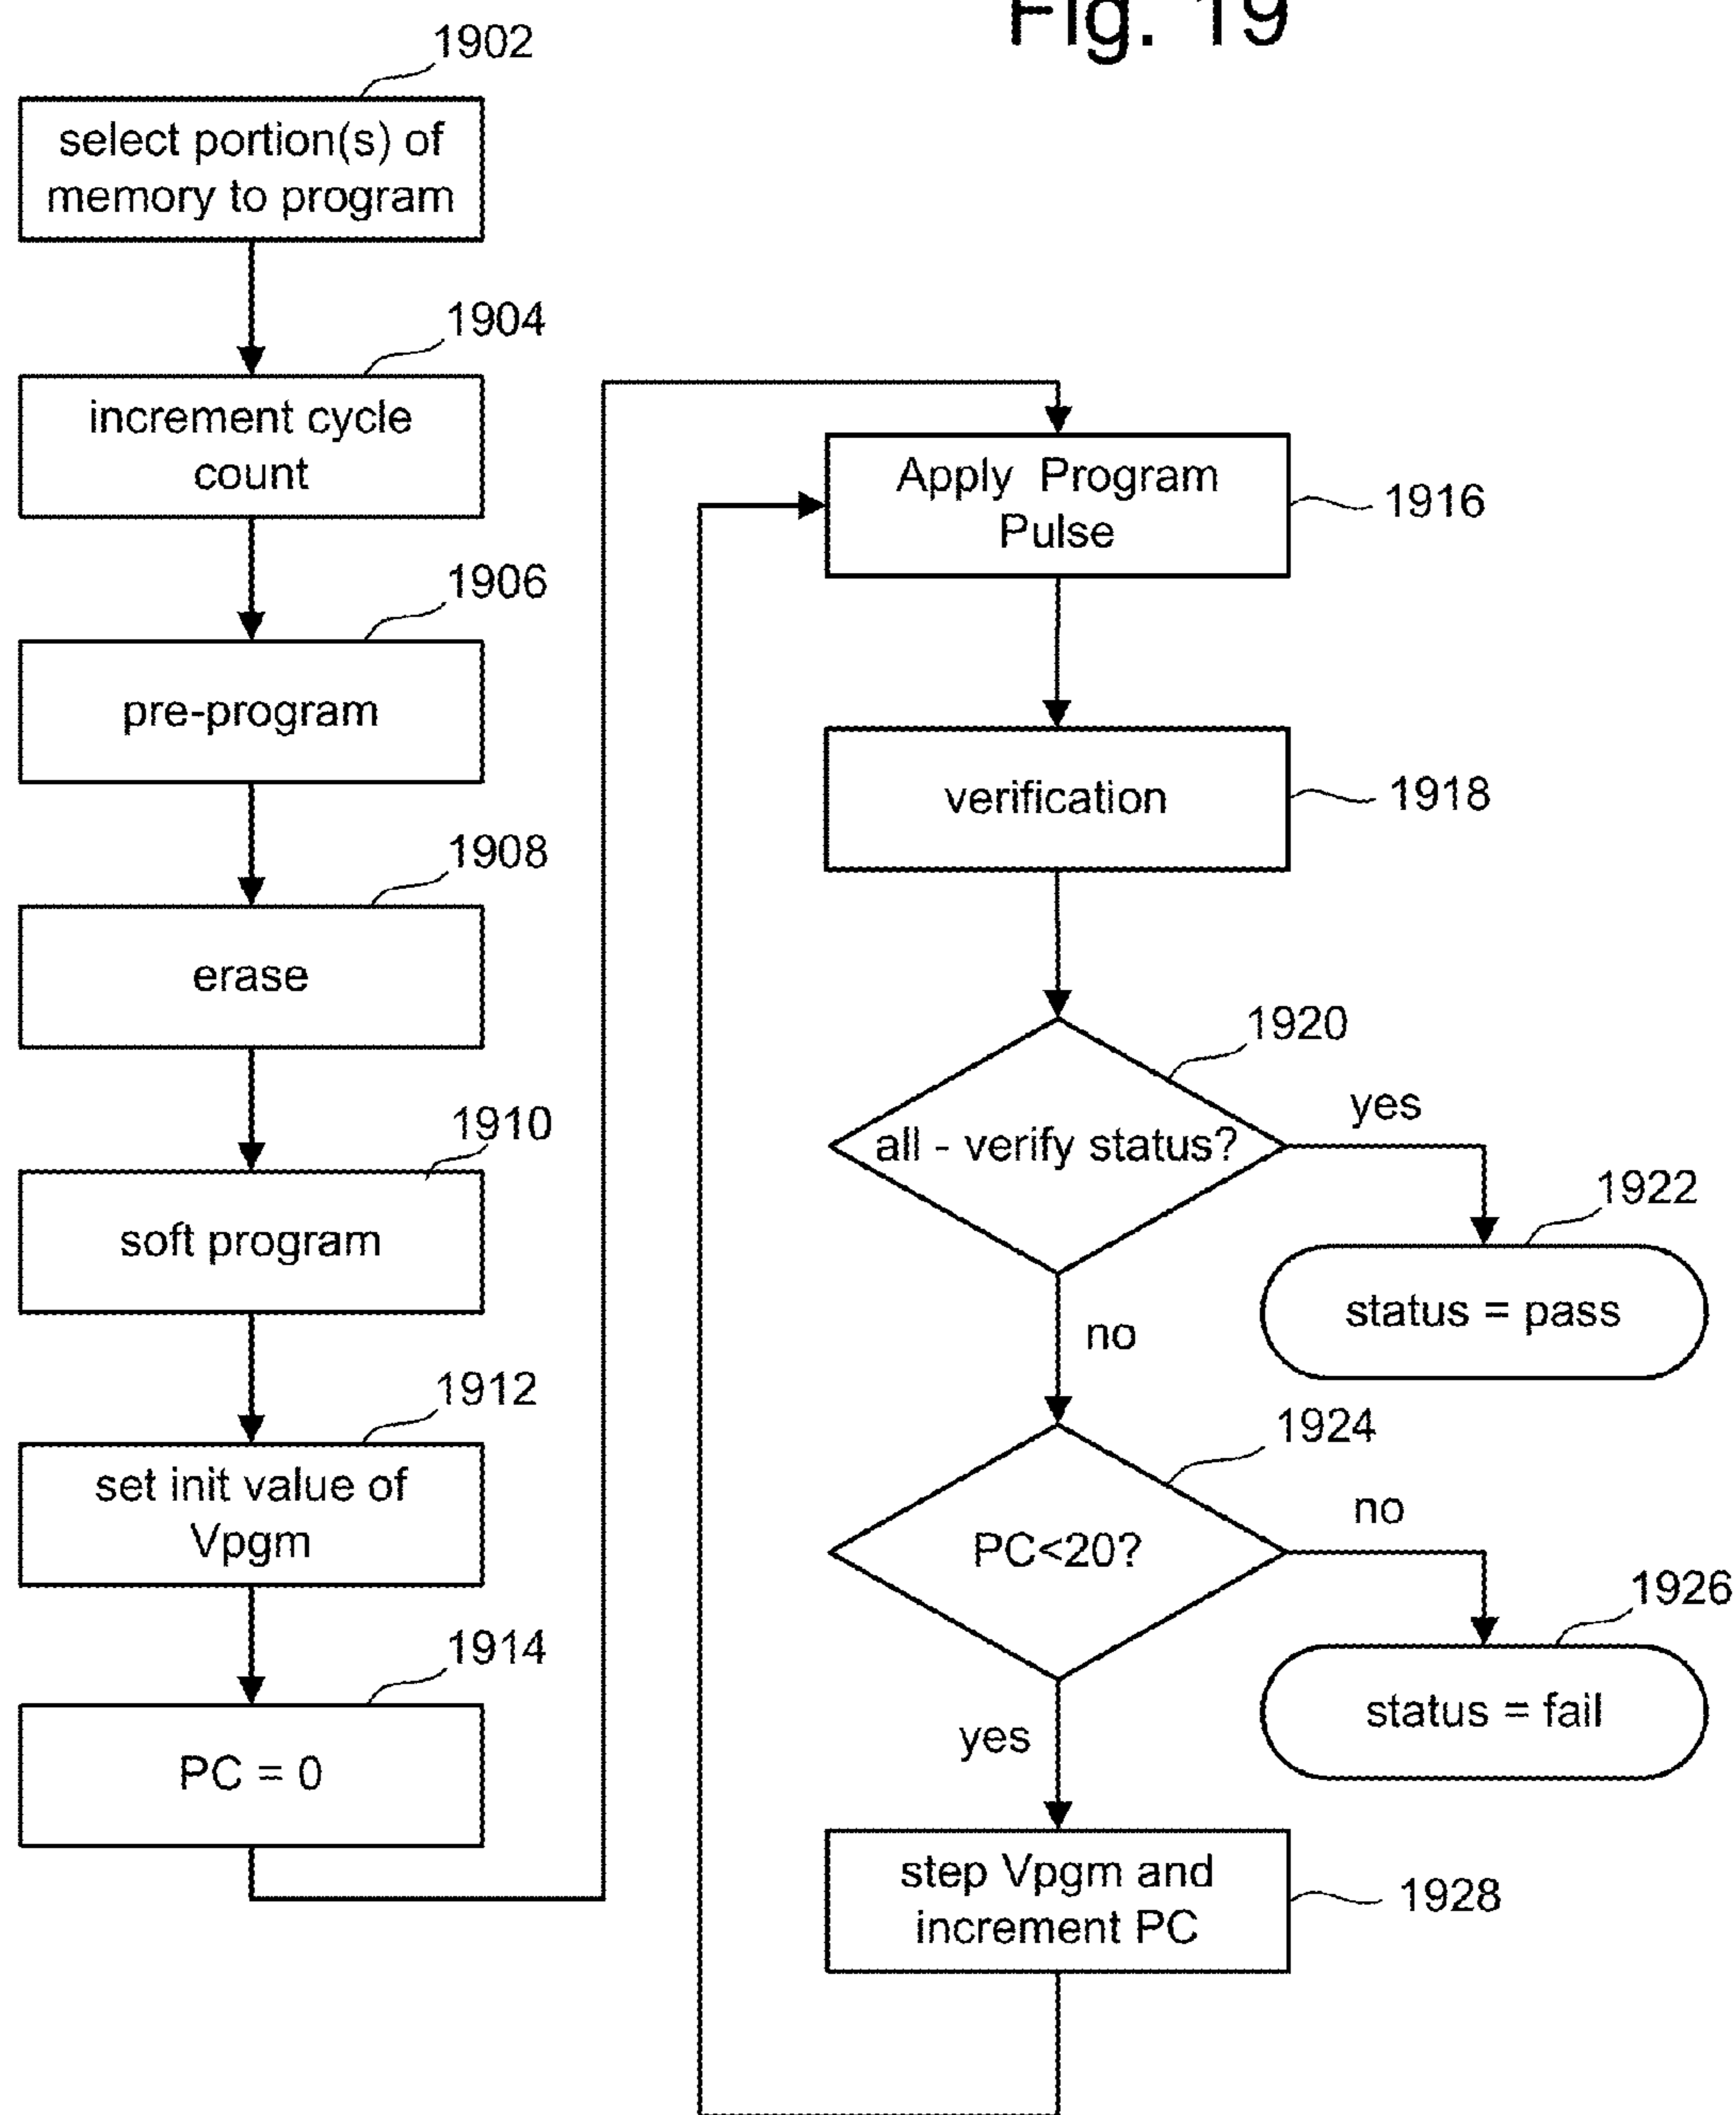 Fig. 19
1902
select portion(s) of
memory to program
1904
increment cycle
count
1906
pre-program
1908
erase
1910
soft program
1912
set init value of
Vpgm
1914
PC = 0
Apply Program
Pulse
1916
verification
1918
1920
all - verify status?
yes
1922
status = pass
no
1924
PC<20?
no
1926
status = fail
yes
step Vpgm and
increment PC
1928